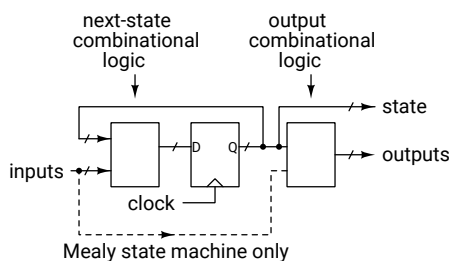 next-state
combinational
logic
output
combinational
logic
state
D
Q
inputs
outputs
clock
Mealy state machine only